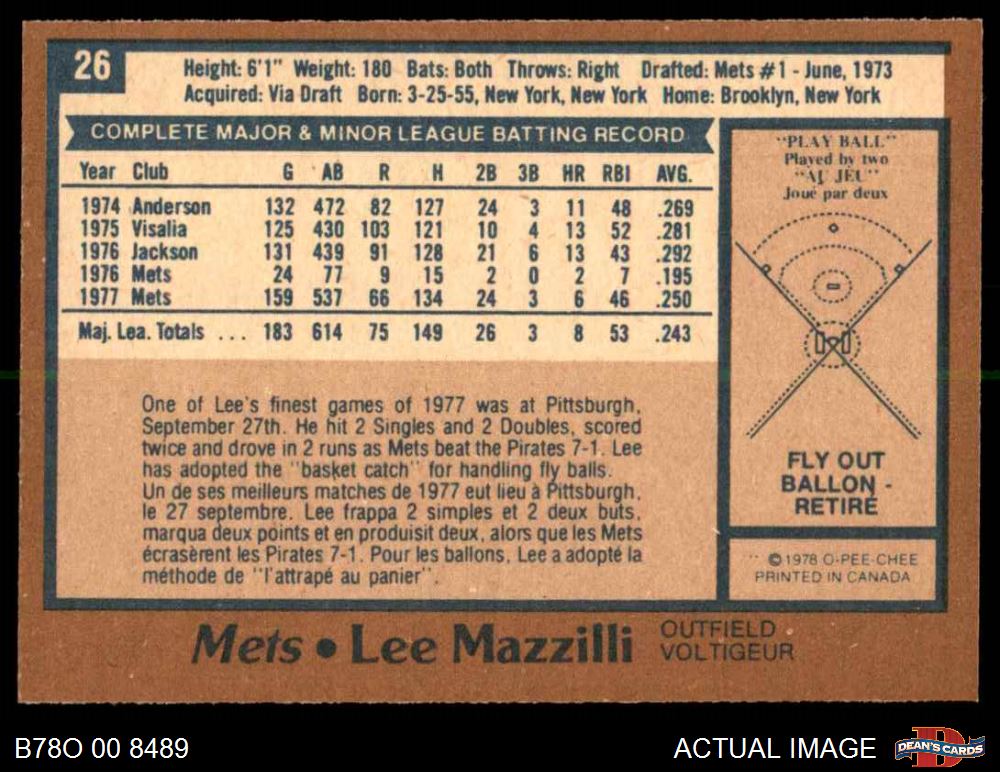 26
Height: 6'1" Weight: 180 Bats: Both Throws: Right Drafted: Mets #1 - June, 1973
Acquired: Via Draft Born: 3-25-55, New York, New York Home: Brooklyn, New York
COMPLETE MAJOR & MINOR LEAGUE BATTING RECORD
Year Club G AB R H 2B 3B HR RBI AVG.
1974 Anderson 132 472 82 127 24 3 11 48 .269
1975 Visalia 125 430 103 121 10 4 13 52 .281
1976 Jackson 131 439 91 128 21 6 13 43 .292
1976 Mets 24 77 9 15 2 0 2 7 .195
1977 Mets 159 537 66 134 24 3 6 46 .250
Maj. Lea. Totals ... 183 614 75 149 26 3 8 53 .243
One of Lee's finest games of 1977 was at Pittsburgh,
September 27th. He hit 2 Singles and 2 Doubles, scored
twice and drove in 2 runs as Mets beat the Pirates 7-1. Lee
has adopted the "basket catch" for handling fly balls.
Un de ses meilleurs matches de 1977 eut lieu à Pittsburgh,
le 27 septembre. Lee frappa 2 simples et 2 deux buts,
marqua deux points et en produisit deux, alors que les Mets
écrasèrent les Pirates 7-1. Pour les ballons, Lee a adopté la
méthode de "l'attrapé au panier".
"PLAY BALL"
Played by two
"AU JEU"
Joué par deux
FLY OUT
BALLON -
RETIRÉ
©1978 O-PEE-CHEE
PRINTED IN CANADA
Mets • Lee Mazzilli
OUTFIELD
VOLTIGEUR
B78O 00 8489
ACTUAL IMAGE
DEAN'S CARDS